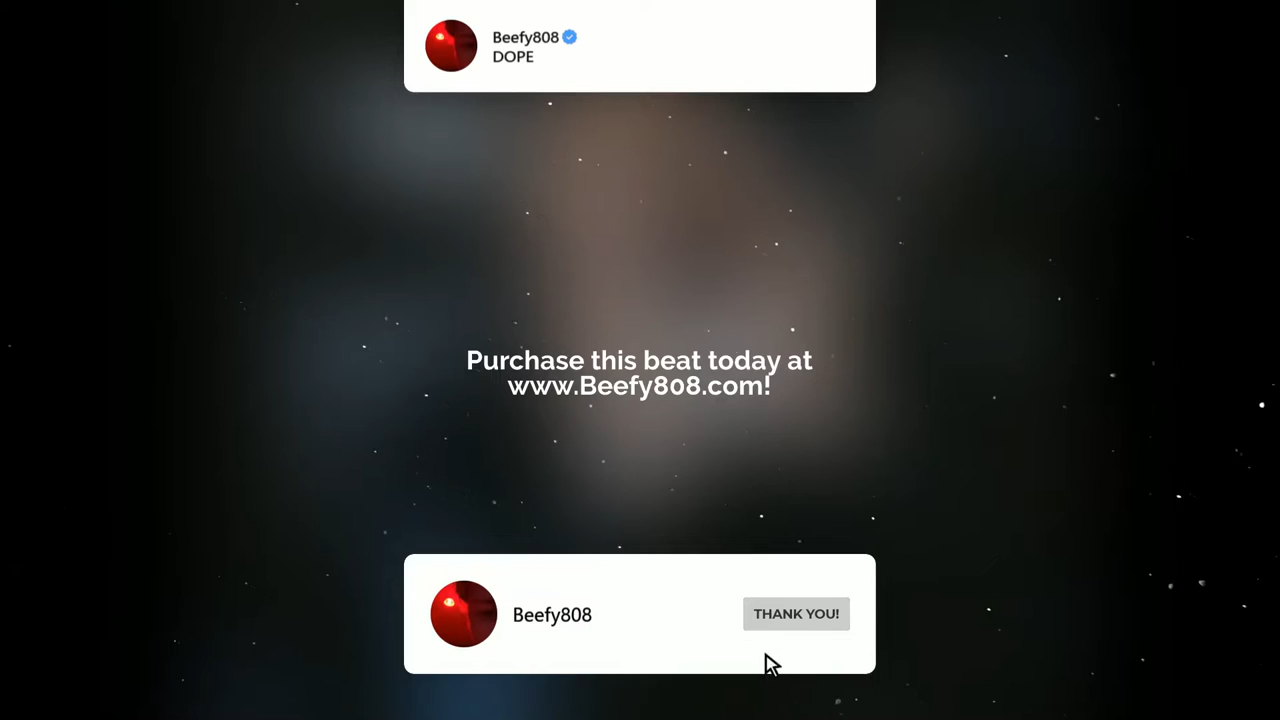 Beefy808
DOPE
Purchase this beat today at
www.Beefy808.com!
Beefy808
THANK YOU!